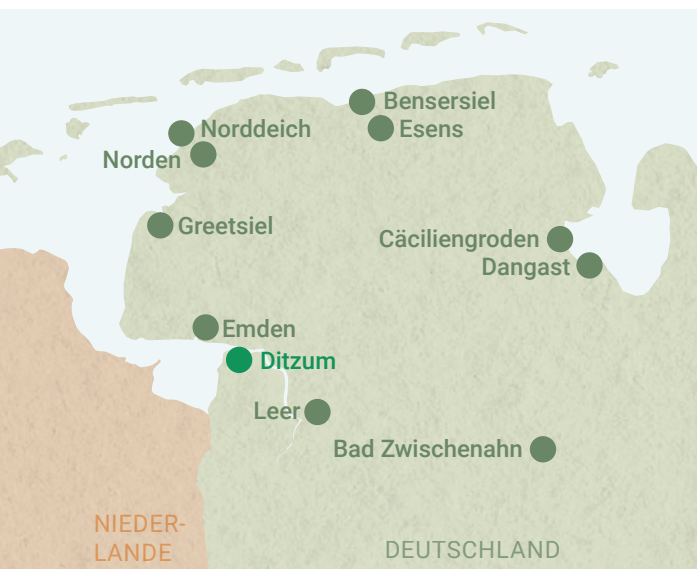 Bensersiel
Norddeich
Esens
Norden
Greetsiel
Cäciliengroden
Dangast
Emden
Ditzum
Leer
Bad Zwischenahn
NIEDER-
LANDE
DEUTSCHLAND